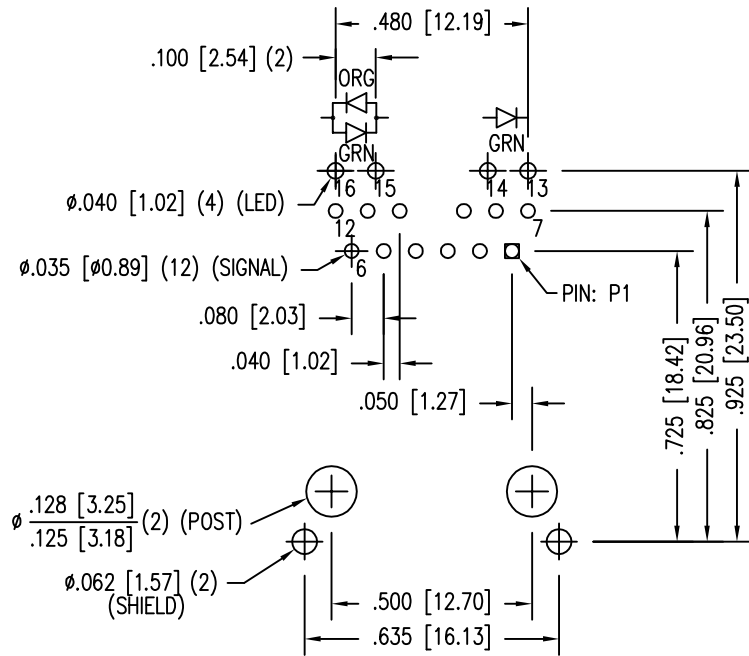 .480 [12.19]
.100 [2.54] (2)
ORG
GRN
GRN
16
15
14
13
ø.040 [1.02] (4) (LED)
12
7
6
ø.035 [ø0.89] (12) (SIGNAL)
PIN: P1
.080 [2.03]
.040 [1.02]
.050 [1.27]
.725 [18.42]
.825 [20.96]
.925 [23.50]
ø .128 [3.25]
.125 [3.18] (2) (POST)
ø.062 [1.57] (2)
(SHIELD)
.500 [12.70]
.635 [16.13]